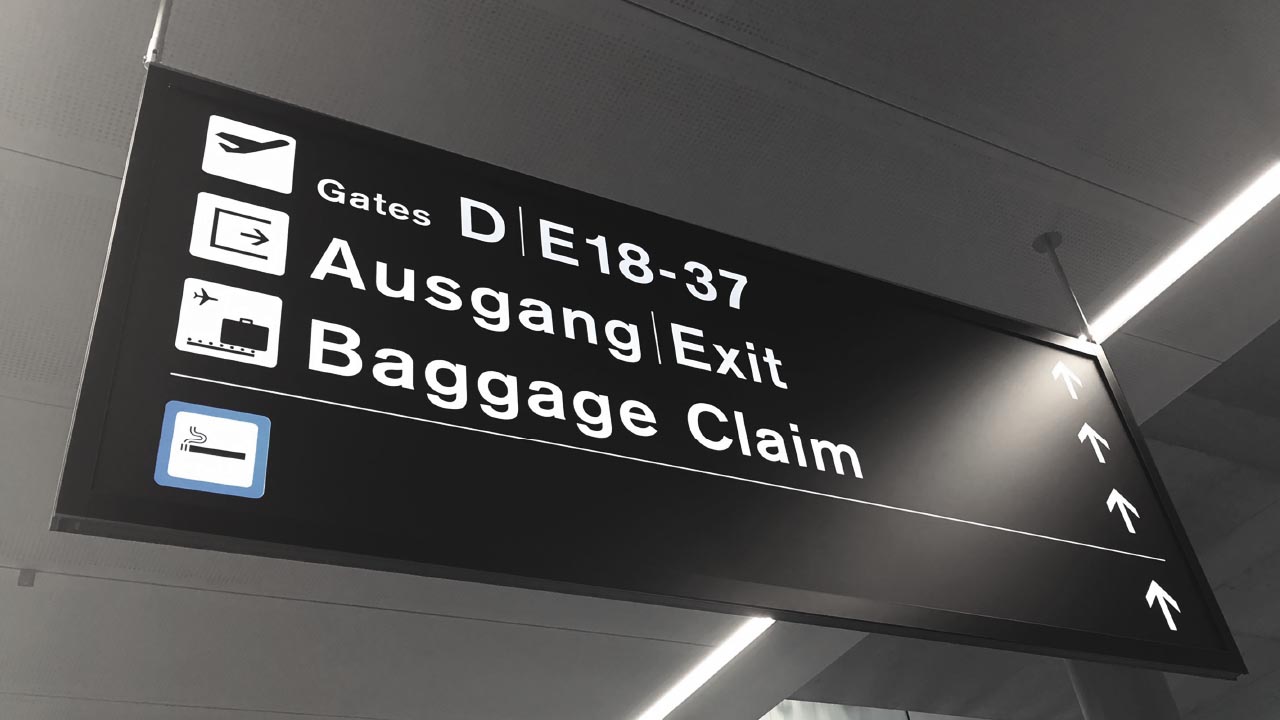 Gates D|E18-37
Ausgang|Exit
Baggage Claim